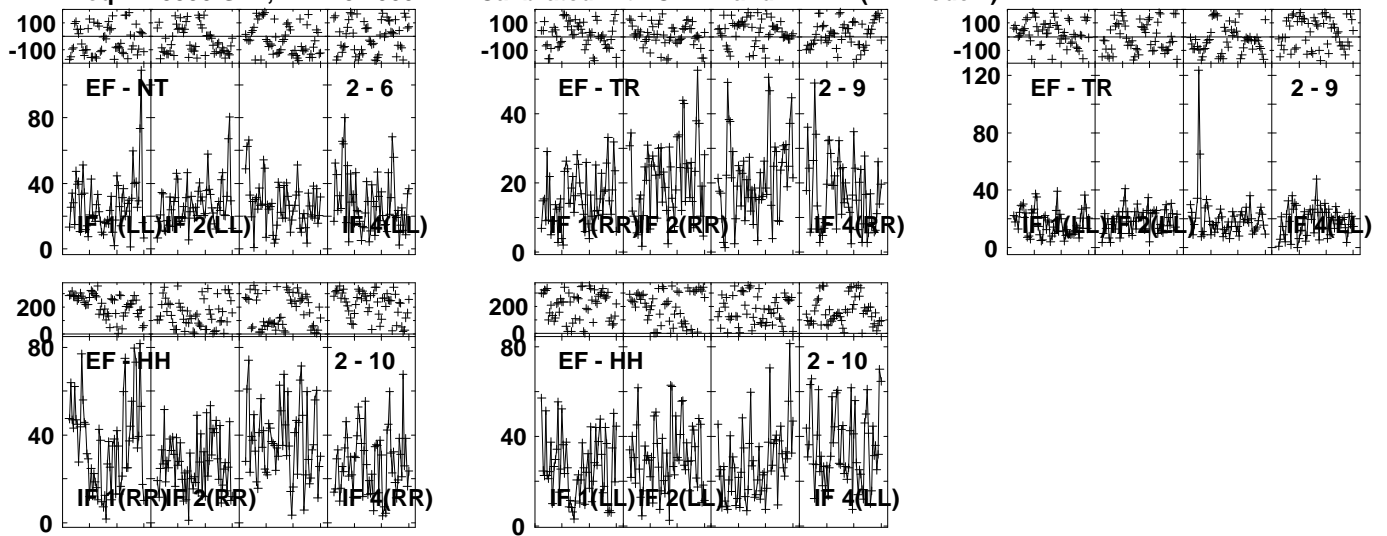 100 100 100
-100 -100 -100
EF - NT 2 - 6 EF - TR 2 - 9 EF - TR 2 - 9
120
80 40 80
40 20 40
IF 1(LL) IF 2(LL) IF 4(LL) IF 1(RR) IF 2(RR) IF 4(RR) IF 1(LL) IF 2(LL) IF 4(LL)
0 0 0
200 200
0 0
80 80
EF - HH 2 - 10 EF - HH 2 - 10
40 40
IF 1(RR) IF 2(RR) IF 4(RR) IF 1(LL) IF 2(LL) IF 4(LL)
0 0